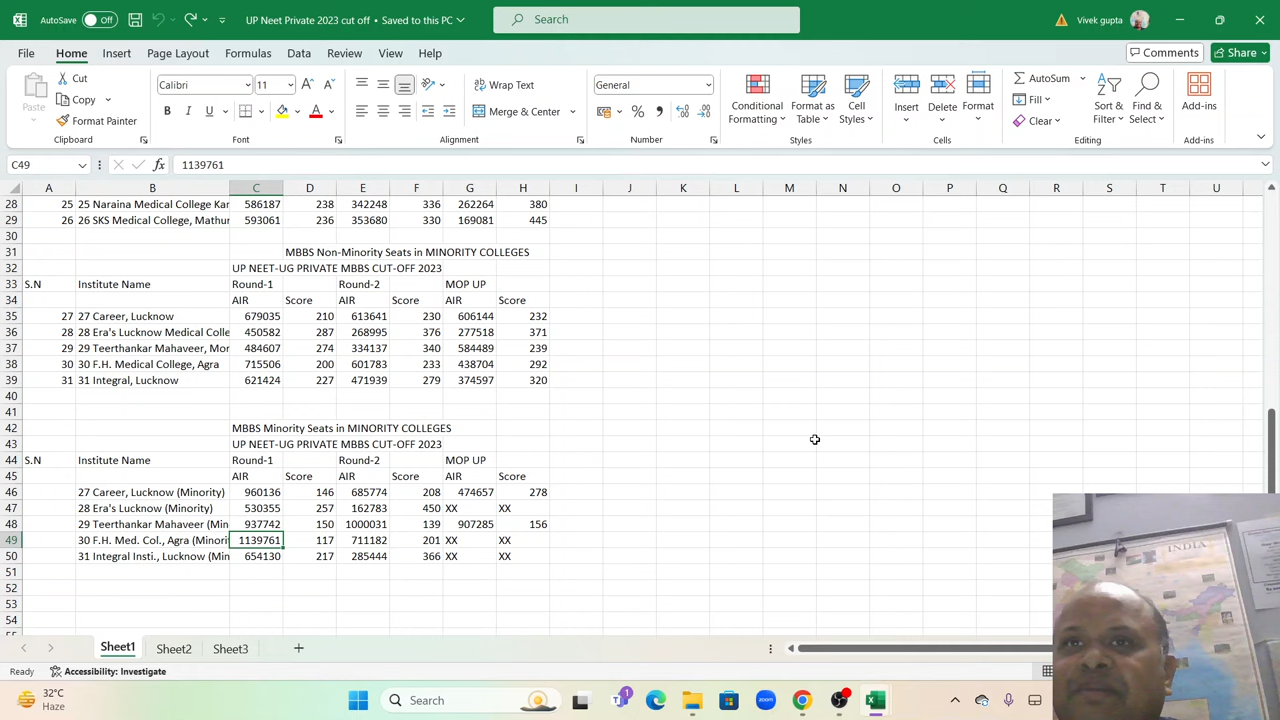 AutoSave Off UP Neet Private 2023 cut off • Saved to this PC Search Vivek gupta
File Home Insert Page Layout Formulas Data Review View Help Comments Share
Paste Cut Copy Format Painter Calibri 11 Wrap Text General Conditional Formatting Format as Table Cell Styles Insert Delete Format AutoSum Fill Clear Sort & Filter Find & Select Add-ins
B I U A Merge & Center %
Clipboard Font Alignment Number Styles Cells Editing Add-ins
C49 fx 1139761
A B C D E F G H I J K L M N O P Q R S T U
28 25 25 Naraina Medical College Kar 586187 238 342248 336 262264 380
29 26 26 SKS Medical College, Mathur 593061 236 353680 330 169081 445
30
31 MBBS Non-Minority Seats in MINORITY COLLEGES
32 UP NEET-UG PRIVATE MBBS CUT-OFF 2023
33 S.N Institute Name Round-1 Round-2 MOP UP
34 AIR Score AIR Score AIR Score
35 27 27 Career, Lucknow 679035 210 613641 230 606144 232
36 28 28 Era's Lucknow Medical Colle 450582 287 268995 376 277518 371
37 29 29 Teerthankar Mahaveer, Mor 484607 274 334137 340 584489 239
38 30 30 F.H. Medical College, Agra 715506 200 601783 233 438704 292
39 31 31 Integral, Lucknow 621424 227 471939 279 374597 320
40
41
42 MBBS Minority Seats in MINORITY COLLEGES
43 UP NEET-UG PRIVATE MBBS CUT-OFF 2023
44 S.N Institute Name Round-1 Round-2 MOP UP
45 AIR Score AIR Score AIR Score
46 27 Career, Lucknow (Minority) 960136 146 685774 208 474657 278
47 28 Era's Lucknow (Minority) 530355 257 162783 450 XX XX
48 29 Teerthankar Mahaveer (Min 937742 150 1000031 139 907285 156
49 30 F.H. Med. Col., Agra (Minori 1139761 117 711182 201 XX XX
50 31 Integral Insti., Lucknow (Min 654130 217 285444 366 XX XX
51
52
53
54
Sheet1 Sheet2 Sheet3
Ready Accessibility: Investigate
32°C
Haze
Search
INDIA